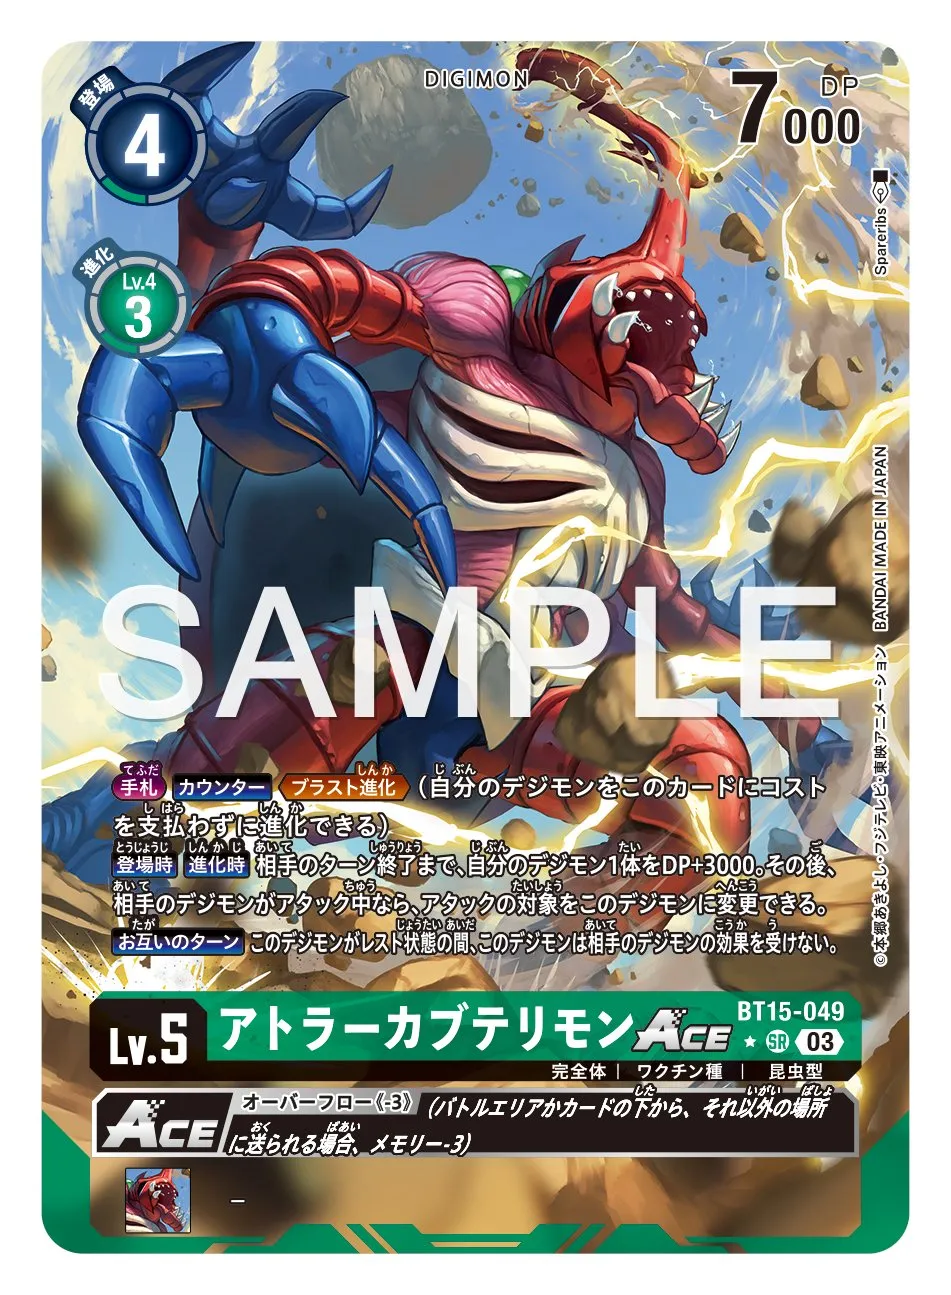 DIGIMON
登場
4
7000
DP
進化
Lv.4
3
Spareribs
BANDAI MADE IN JAPAN
©本郷あきよし・フジテレビ・東映アニメーション
SAMPLE
手札 カウンター ブラスト進化 (自分のデジモンをこのカードにコスト
を支払わずに進化できる)
登場時 進化時 相手のターン終了まで、自分のデジモン1体をDP+3000。その後、
相手のデジモンがアタック中なら、アタックの対象をこのデジモンに変更できる。
お互いのターン このデジモンがレスト状態の間、このデジモンは相手のデジモンの効果を受けない。
Lv.5
アトラーカブテリモンACE
BT15-049
★ SR 03
完全体 | ワクチン種 | 昆虫型
ACE
オーバーフロー《-3》 (バトルエリアかカードの下から、それ以外の場所
に送られる場合、メモリー-3)
–